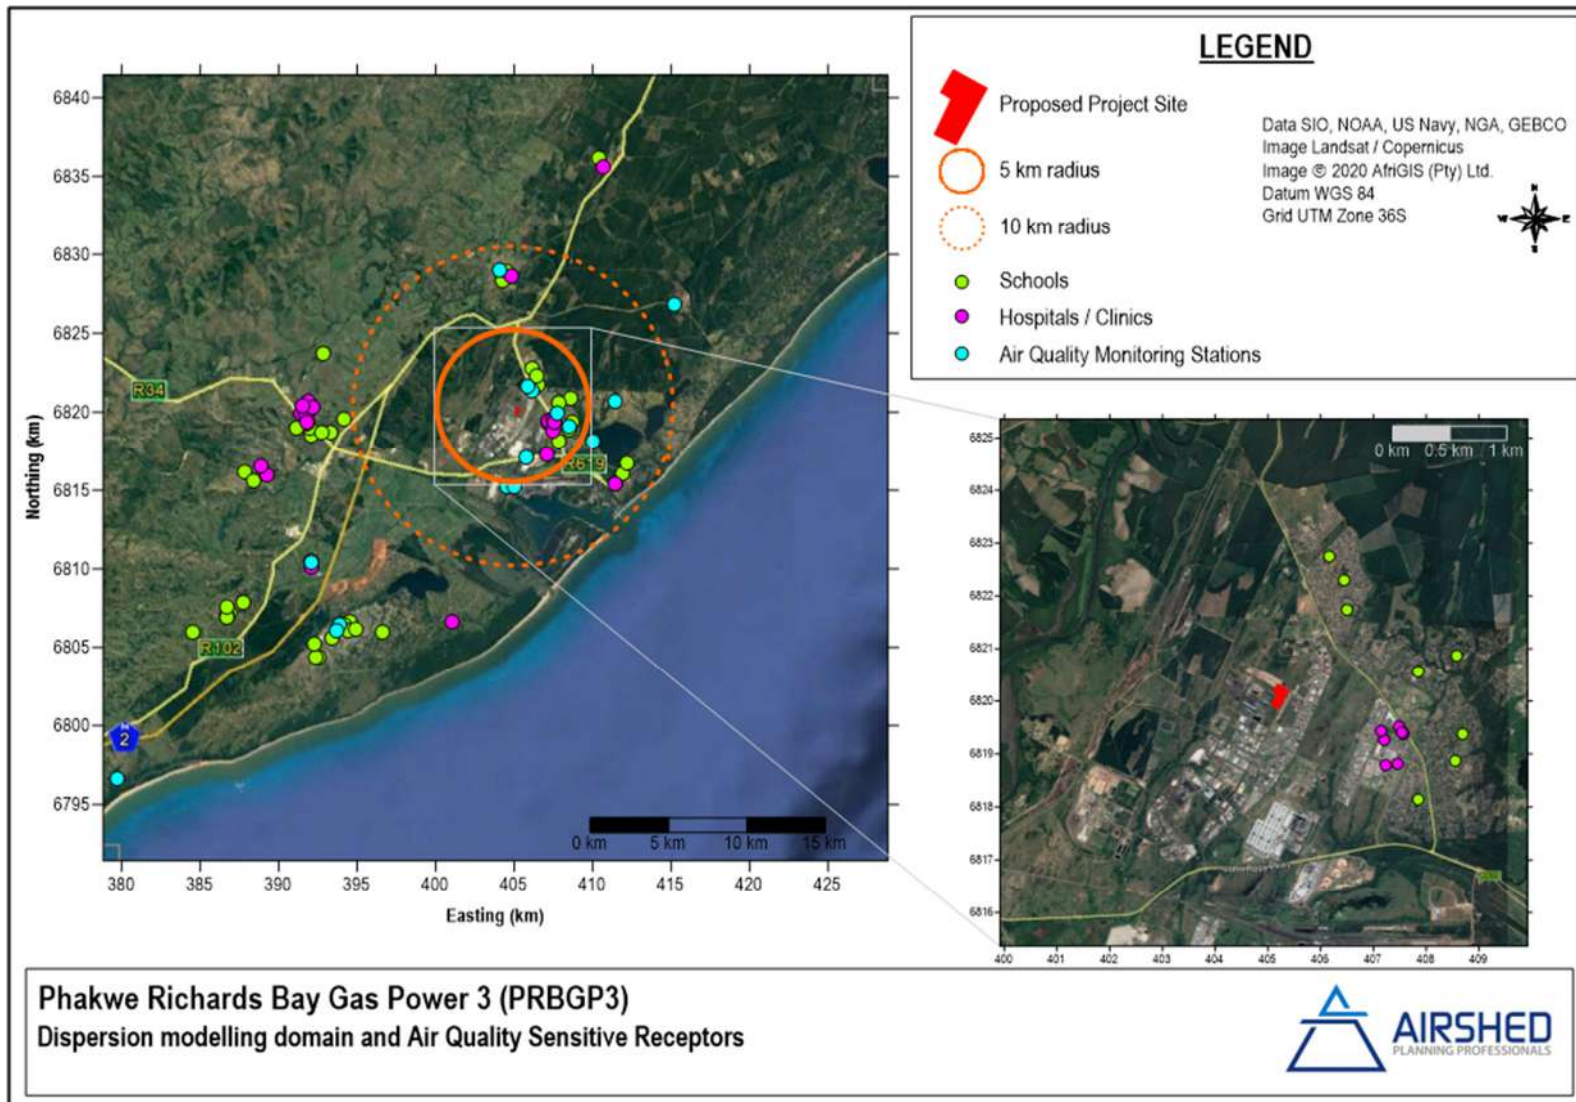 LEGEND
Proposed Project Site
5 km radius
10 km radius
Schools
Hospitals / Clinics
Air Quality Monitoring Stations
Data SIO, NOAA, US Navy, NGA, GEBCO
Image Landsat / Copernicus
Image © 2020 AfriGIS (Pty) Ltd.
Datum WGS 84
Grid UTM Zone 36S
N
W E
S
Northing (km)
6840
6835
6830
6825
6820
6815
6810
6805
6800
6795
R34
R619
R102
N
2
0 km 5 km 10 km 15 km
380 385 390 395 400 405 410 415 420 425
Easting (km)
0 km 0.5 km 1 km
6825
6824
6823
6822
6821
6820
6819
6818
6817
6816
400 401 402 403 404 405 406 407 408 409
Phakwe Richards Bay Gas Power 3 (PRBGP3)
Dispersion modelling domain and Air Quality Sensitive Receptors
AIRSHED
PLANNING PROFESSIONALS